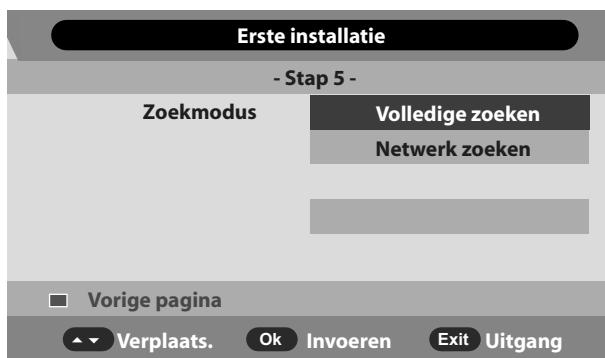 Erste installatie
- Stap 5 -
Zoekmodus Volledige zoeken
Netwerk zoeken
Vorige pagina
Verplaats. Ok Invoeren Exit Uitgang